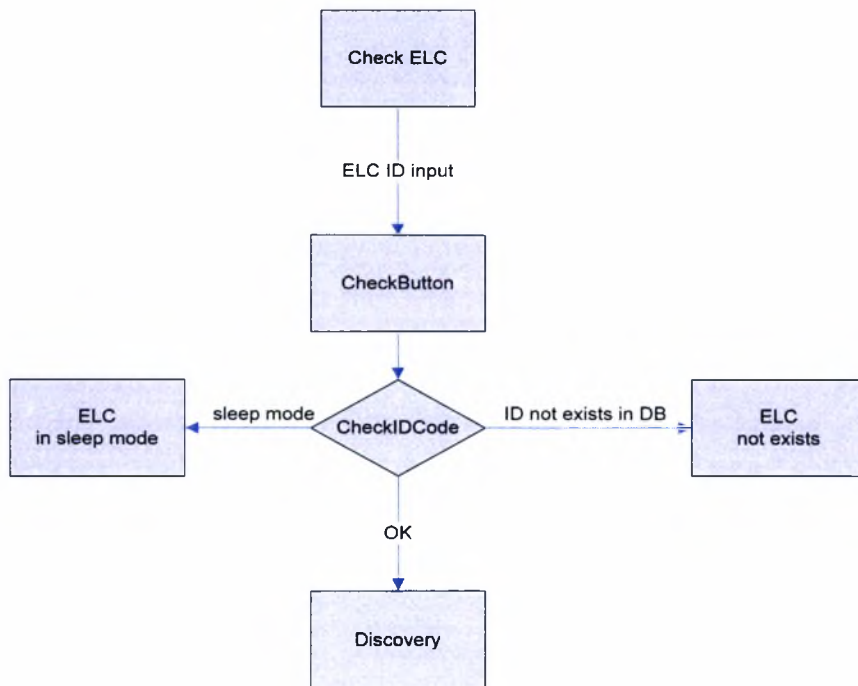 Check ELC
ELC ID input
CheckButton
ELC
in sleep mode
sleep mode
CheckIDCode
ID not exists in DB
ELC
not exists
OK
Discovery